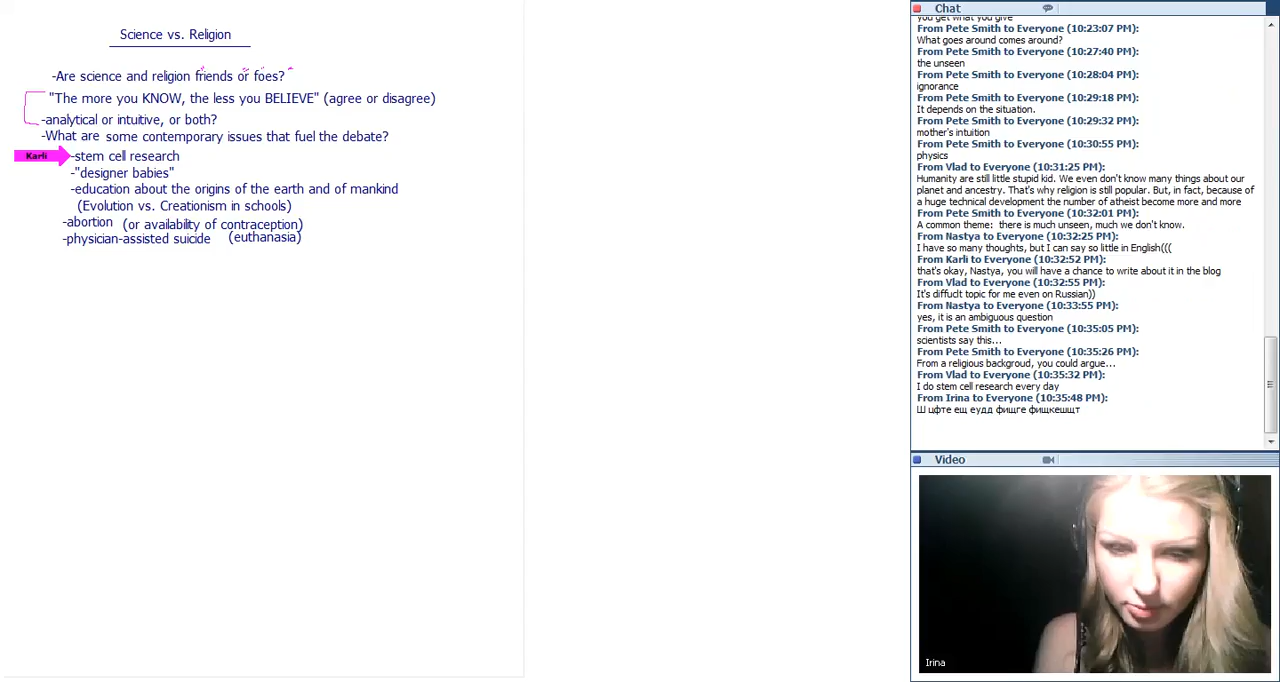 Science vs. Religion
-Are science and religion friends or foes?
"The more you KNOW, the less you BELIEVE" (agree or disagree)
-analytical or intuitive, or both?
-What are some contemporary issues that fuel the debate?
Karli
-stem cell research
-"designer babies"
-education about the origins of the earth and of mankind
(Evolution vs. Creationism in schools)
-abortion (or availability of contraception)
-physician-assisted suicide (euthanasia)
Chat
you get what you give
From Pete Smith to Everyone (10:23:07 PM):
What goes around comes around?
From Pete Smith to Everyone (10:27:40 PM):
the unseen
From Pete Smith to Everyone (10:28:04 PM):
ignorance
From Pete Smith to Everyone (10:29:18 PM):
It depends on the situation.
From Pete Smith to Everyone (10:29:32 PM):
mother's intuition
From Pete Smith to Everyone (10:30:55 PM):
physics
From Vlad to Everyone (10:31:25 PM):
Humanity are still little stupid kid. We even don't know many things about our
planet and ancestry. That's why religion is still popular. But, in fact, because of
a huge technical development the number of atheist become more and more
From Pete Smith to Everyone (10:32:01 PM):
A common theme:  there is much unseen, much we don't know.
From Nastya to Everyone (10:32:25 PM):
I have so many thoughts, but I can say so little in English(((
From Karli to Everyone (10:32:52 PM):
that's okay, Nastya, you will have a chance to write about it in the blog
From Vlad to Everyone (10:32:55 PM):
It's diffuclt topic for me even on Russian))
From Nastya to Everyone (10:33:55 PM):
yes, it is an ambiguous question
From Pete Smith to Everyone (10:35:05 PM):
scientists say this...
From Pete Smith to Everyone (10:35:26 PM):
From a religious backgroud, you could argue...
From Vlad to Everyone (10:35:32 PM):
I do stem cell research every day
From Irina to Everyone (10:35:48 PM):
Ш цфте ещ еудд фищге фищкешщт
Video
Irina